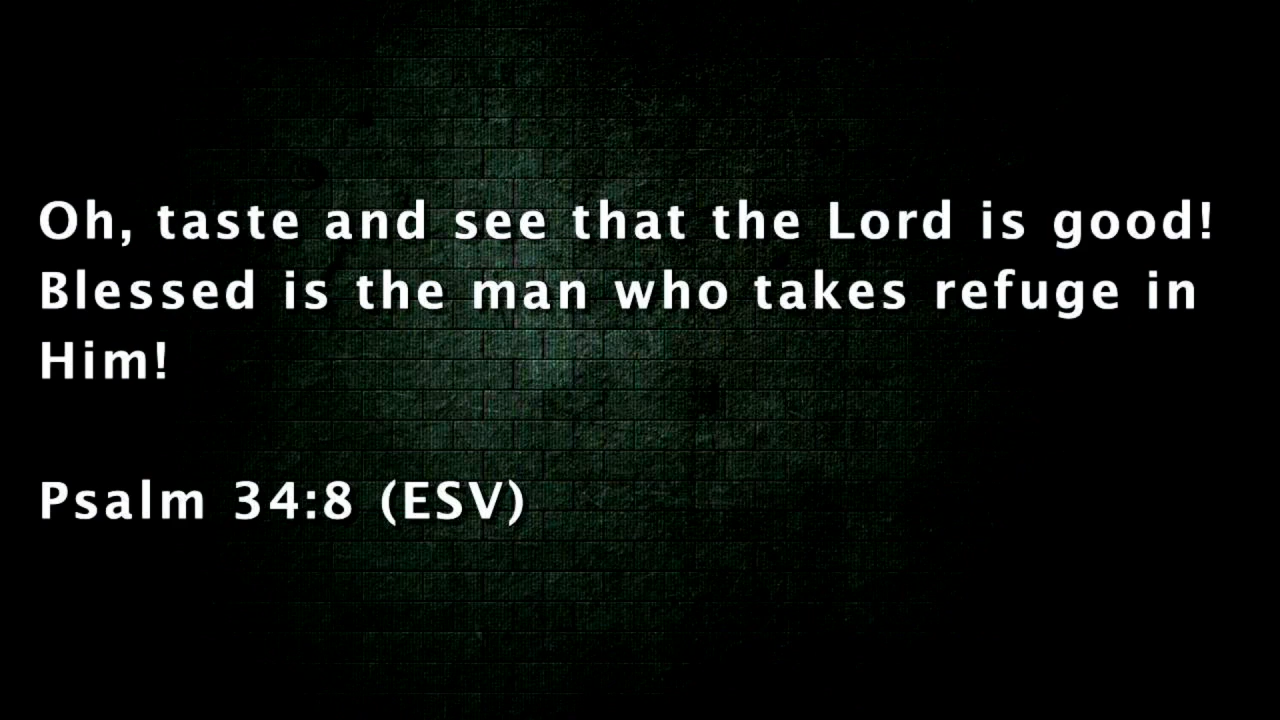 Oh, taste and see that the Lord is good!
Blessed is the man who takes refuge in
Him!
Psalm 34:8 (ESV)